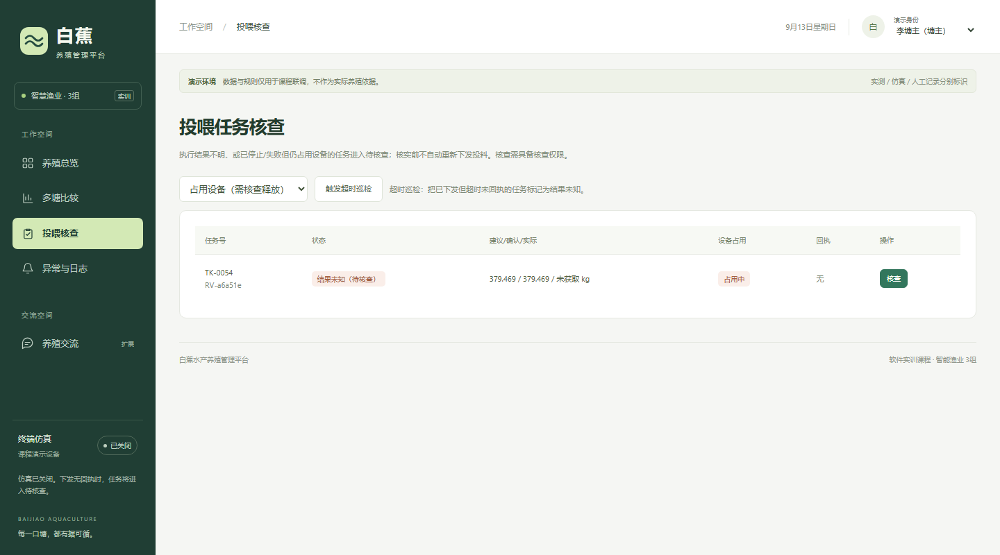 白蕉
养殖管理平台
智慧渔业 · 3组
实训
工作空间
养殖总览
多塘比较
投喂核查
异常与日志
交流空间
养殖交流
扩展
终端仿真
课程演示设备
已关闭
仿真已关闭。下发无回执时，任务将进
入待核查。
BAIJIAO AQUACULTURE
每一口塘，都有据可循。
工作空间 / 投喂核查
9月13日星期日
白
演示身份
李塘主（塘主）
演示环境 数据与规则仅用于课程联调，不作为实际养殖依据。
实测 / 仿真 / 人工记录分别标识
投喂任务核查
执行结果不明、或已停止/失败但仍占用设备的任务进入待核查；核实前不自动重新下发投料。核查需具备核查权限。
占用设备（需核查释放）
触发超时巡检
超时巡检：把已下发但超时未回执的任务标记为结果未知。
任务号 状态 建议/确认/实际 设备占用 回执 操作
TK-0054
RV-a6a51e
结果未知（待核查）
379.469 / 379.469 / 未获取 kg
占用中
无
核查
白蕉水产养殖管理平台
软件实训课程 · 智能渔业 3组